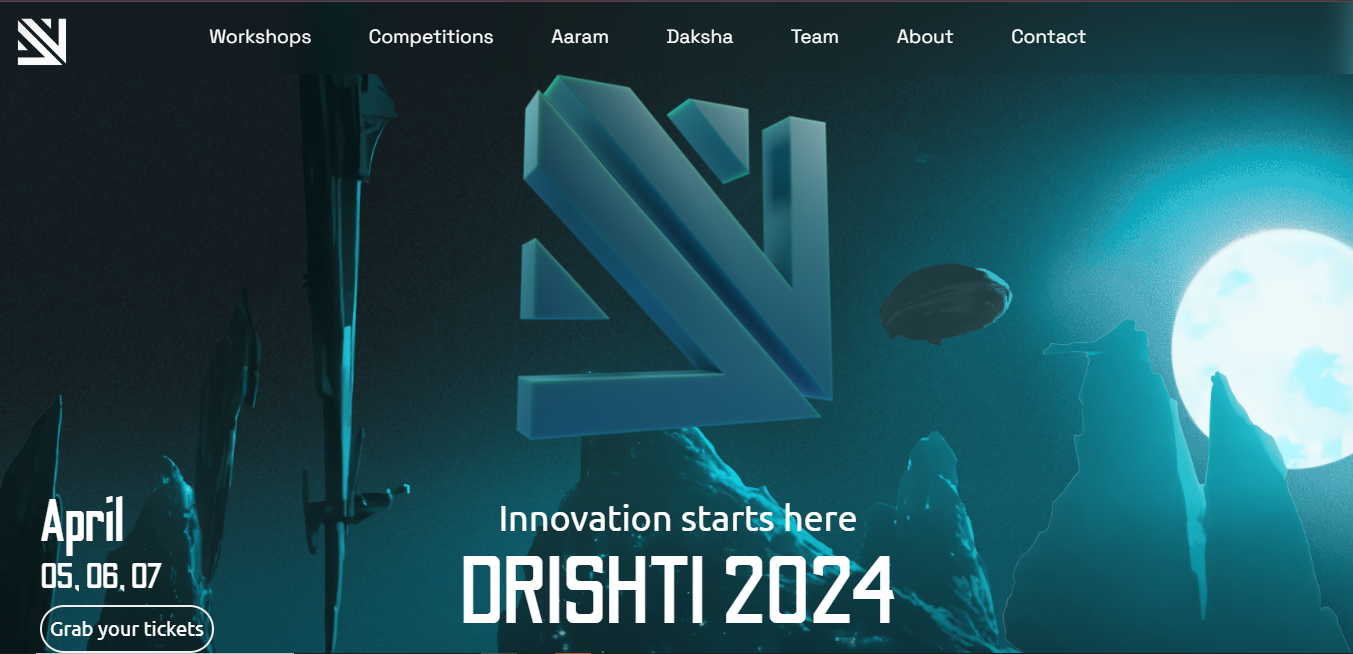 Workshops Competitions Aaram Daksha Team About Contact
April
05, 06, 07
Grab your tickets
Innovation starts here
DRISHTI 2024